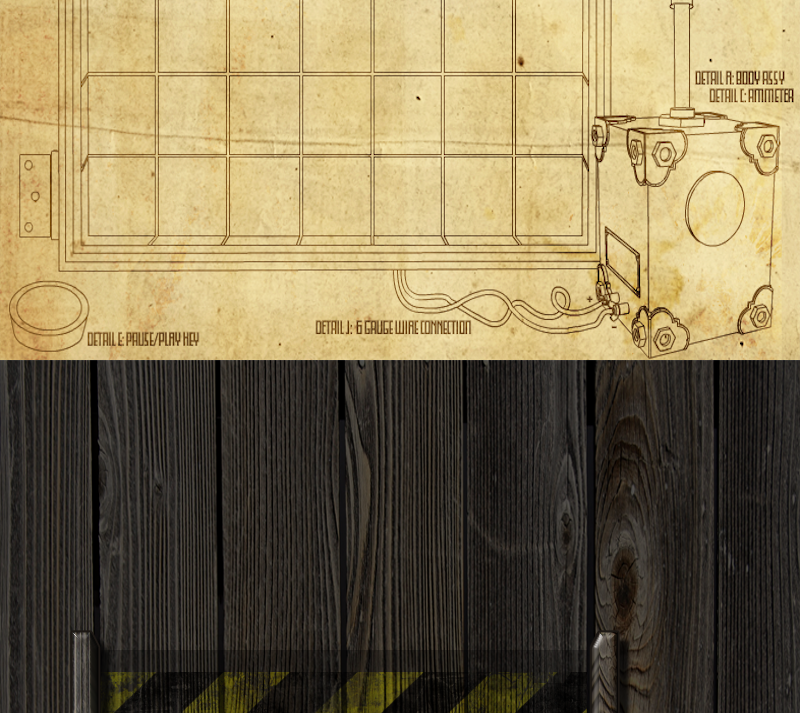 DETAIL A: BODY ASSY
DETAIL C: AMMETER
DETAIL J: 6 GAUGE WIRE CONNECTION
DETAIL E: PAUSE/PLAY KEY
+
-